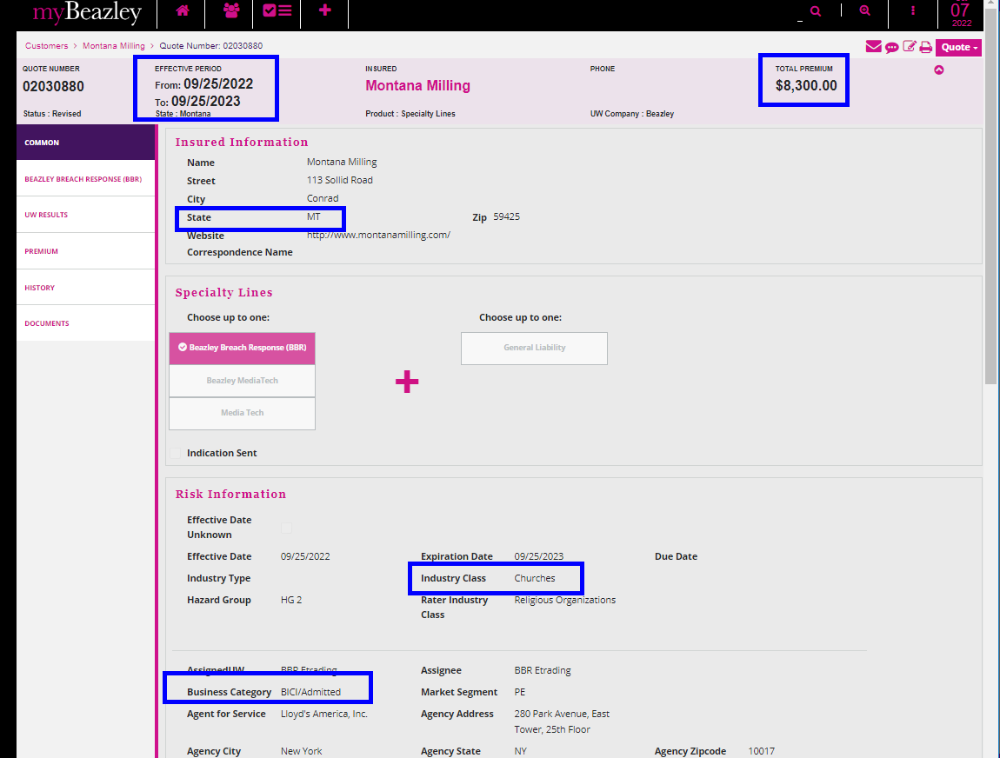 myBeazley
07
2022
Customers > Montana Milling > Quote Number: 02030880
Quote
QUOTE NUMBER
02030880
Status : Revised
EFFECTIVE PERIOD
From: 09/25/2022
To: 09/25/2023
State : Montana
INSURED
Montana Milling
Product : Specialty Lines
PHONE
UW Company : Beazley
TOTAL PREMIUM
$8,300.00
COMMON
BEAZLEY BREACH RESPONSE (BBR)
UW RESULTS
PREMIUM
HISTORY
DOCUMENTS
Insured Information
Name Montana Milling
Street 113 Sollid Road
City Conrad
State MT Zip 59425
Website http://www.montanamilling.com/
Correspondence Name
Specialty Lines
Choose up to one: Choose up to one:
Beazley Breach Response (BBR) General Liability
Beazley MediaTech
Media Tech
Indication Sent
Risk Information
Effective Date
Unknown
Effective Date 09/25/2022 Expiration Date 09/25/2023 Due Date
Industry Type Industry Class Churches
Hazard Group HG 2 Rater Industry Religious Organizations
Class
AssignedUW BBR Etrading Assignee BBR Etrading
Business Category BICI/Admitted Market Segment PE
Agent for Service Lloyd's America, Inc. Agency Address 280 Park Avenue, East
Tower, 25th Floor
Agency City New York Agency State NY Agency Zipcode 10017